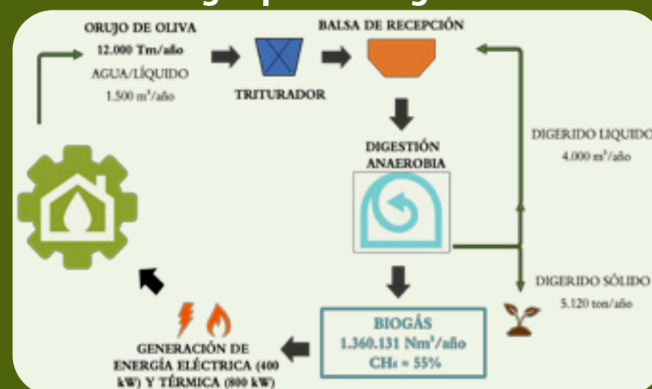 ORUJO DE OLIVA
12.000 Tm/año
AGUA/LÍQUIDO
1.500 m³/año
TRITURADOR
BALSA DE RECEPCIÓN
DIGESTIÓN
ANAEROBIA
DIGERIDO LIQUIDO
4.000 m³/año
DIGERIDO SÓLIDO
5.120 ton/año
BIOGÁS
1.360.131 Nm³/año
CH₄ ≈ 55%
GENERACIÓN DE
ENERGÍA ELÉCTRICA (400
kW) Y TÉRMICA (800 kW)